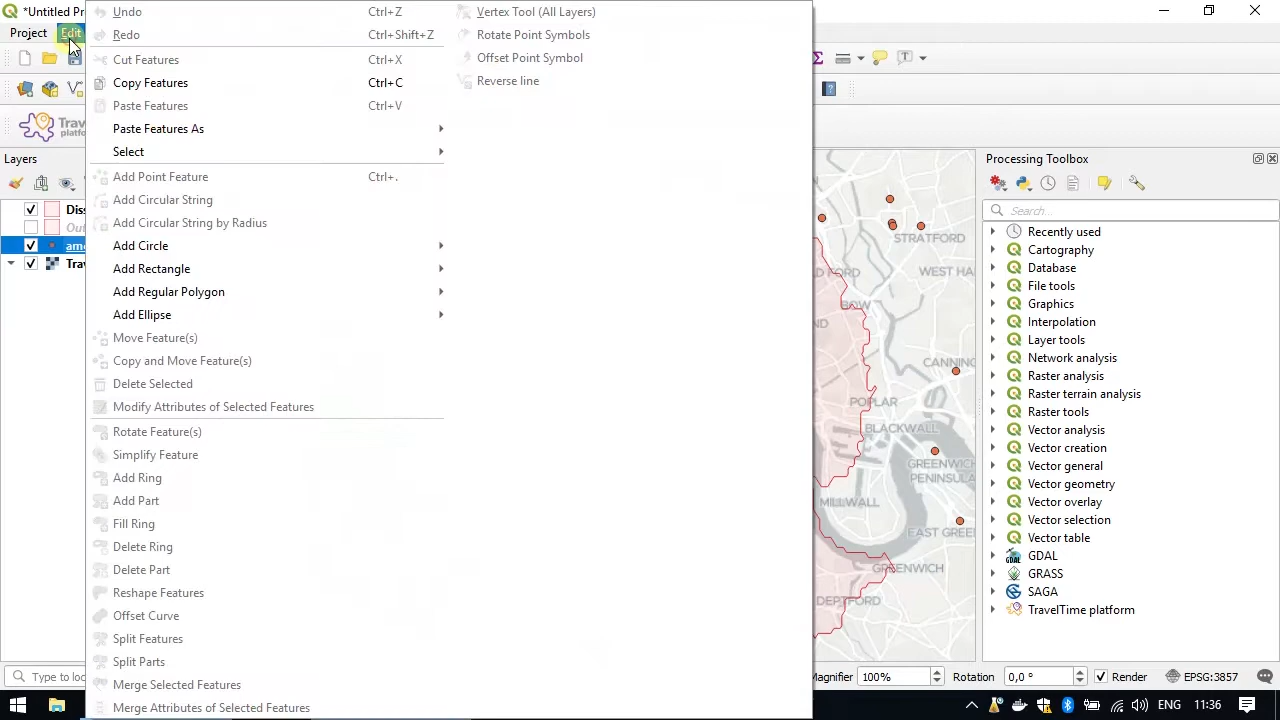 *Untitled Pr
Project
Edit
Undo Ctrl+Z
Redo Ctrl+Shift+Z
Cut Features Ctrl+X
Copy Features Ctrl+C
Paste Features Ctrl+V
Paste Features As
Select
Add Point Feature Ctrl+.
Add Circular String
Add Circular String by Radius
Add Circle
Add Rectangle
Add Regular Polygon
Add Ellipse
Move Feature(s)
Copy and Move Feature(s)
Delete Selected
Modify Attributes of Selected Features
Rotate Feature(s)
Simplify Feature
Add Ring
Add Part
Fill Ring
Delete Ring
Delete Part
Reshape Features
Offset Curve
Split Features
Split Parts
Merge Selected Features
Merge Attributes of Selected Features
Vertex Tool (All Layers)
Rotate Point Symbols
Offset Point Symbol
Reverse line
Trav
platfo
Layers
Dis
Out
amo
Trav
STRATFORD
WEST HA
BOW
CANNING
POPLAR
BLACKWALL
GREENWICH
PENINSULA
MILLWALL
EAST GREE
GREENWICH
DEPTFORD
Processing Toolbox
Search...
Recently used
Cartography
Database
File tools
Graphics
Interpolation
Layer tools
Network analysis
Raster analysis
Raster terrain analysis
Raster tools
Vector analysis
Vector creation
Vector general
Vector geometry
Vector overlay
Vector selection
Vector table
GDAL
GRASS
SAGA
TravelTime platform
Type to loc
Magnifier 100% Rotation 0,0 ° Render EPSG:3857
ENG 11:36